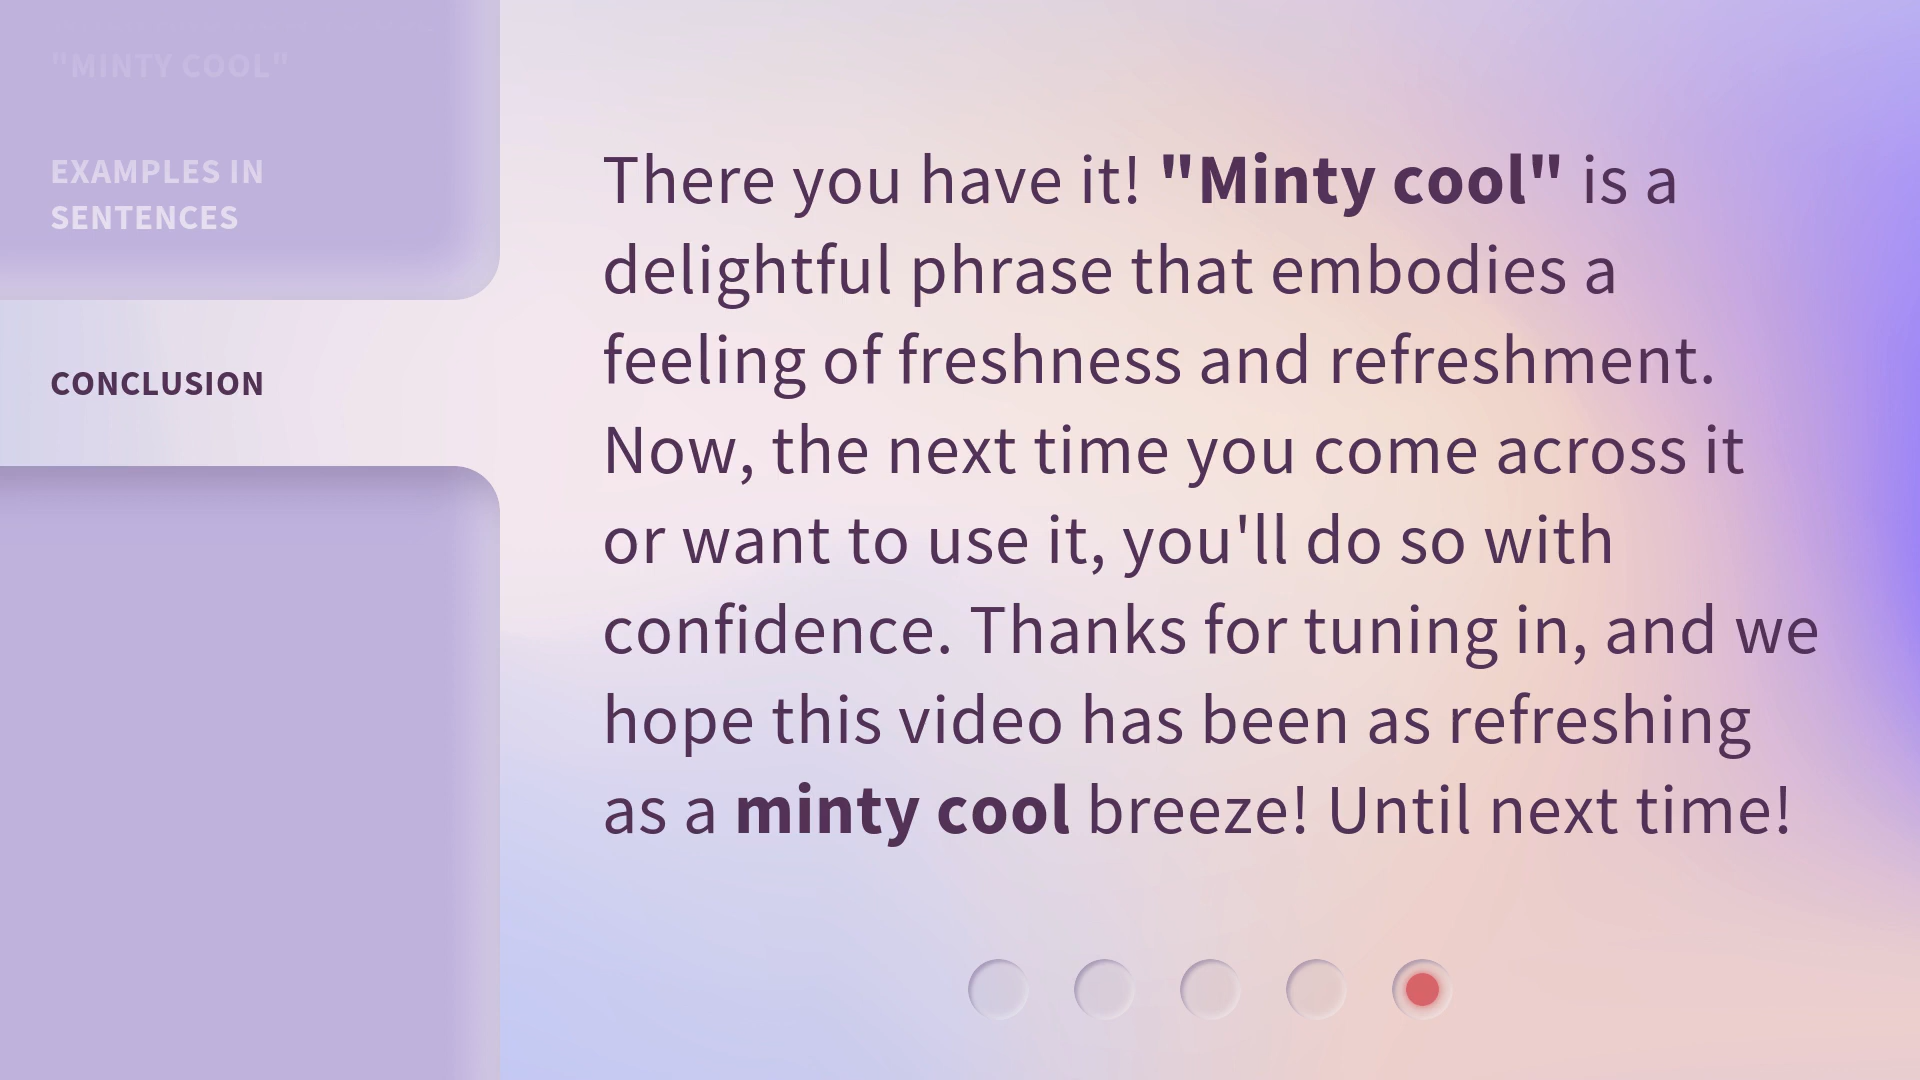 "MINTY COOL"
EXAMPLES IN
SENTENCES
CONCLUSION
There you have it! "Minty cool" is a
delightful phrase that embodies a
feeling of freshness and refreshment.
Now, the next time you come across it
or want to use it, you'll do so with
confidence. Thanks for tuning in, and we
hope this video has been as refreshing
as a minty cool breeze! Until next time!